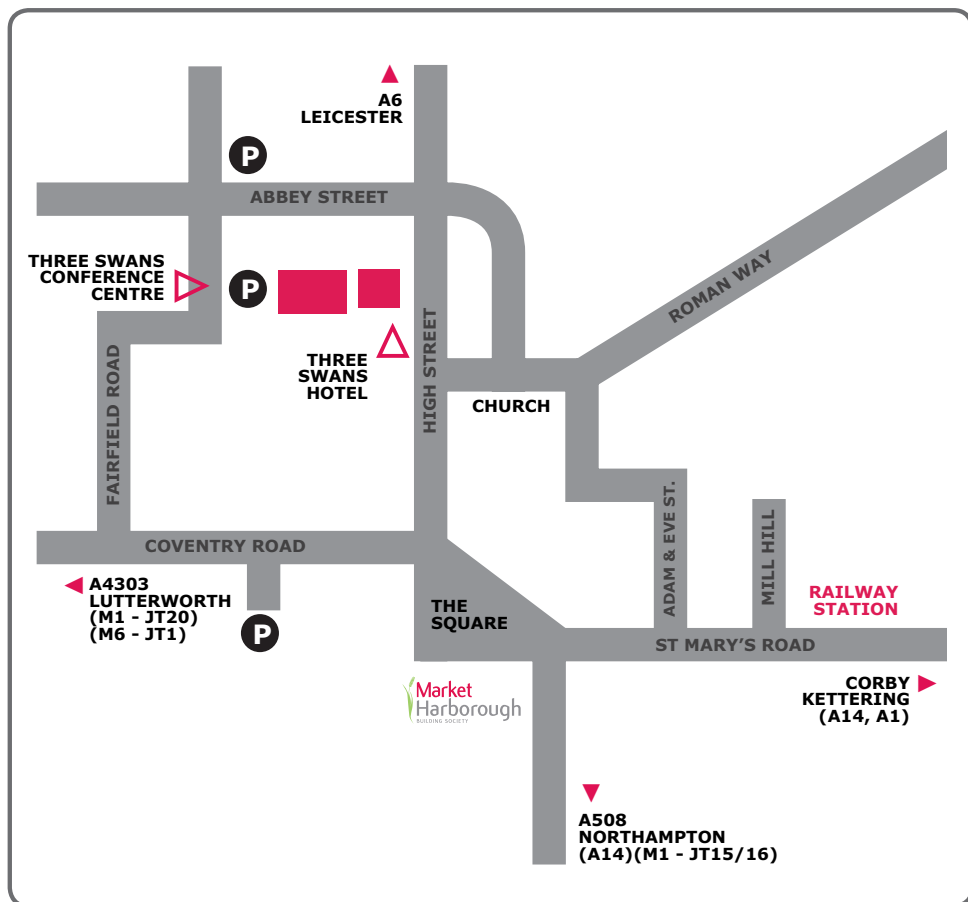 A6
LEICESTER
P
ABBEY STREET
THREE SWANS
CONFERENCE
CENTRE
P
ROMAN WAY
THREE
SWANS
HOTEL
HIGH STREET
FAIRFIELD ROAD
CHURCH
ADAM & EVE ST.
MILL HILL
COVENTRY ROAD
A4303
LUTTERWORTH
(M1 - JT20)
(M6 - JT1)
P
THE
SQUARE
RAILWAY
STATION
ST MARY'S ROAD
Market
Harborough
BUILDING SOCIETY
CORBY
KETTERING
(A14, A1)
A508
NORTHAMPTON
(A14)(M1 - JT15/16)